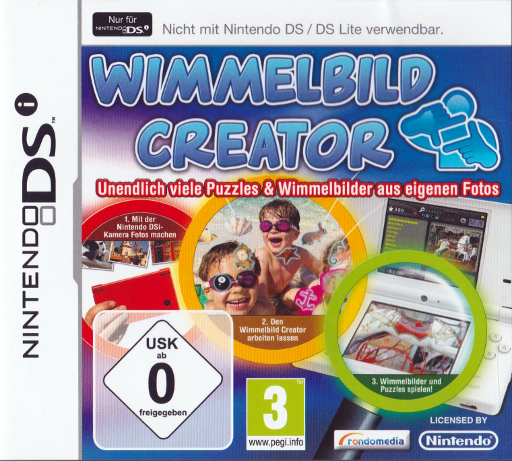 Nur für
NINTENDO DSi
Nicht mit Nintendo DS / DS Lite verwendbar.
NINTENDO DSi™
WIMMELBILD
CREATOR
Unendlich viele Puzzles & Wimmelbilder aus eigenen Fotos
1. Mit der
Nintendo DSi-
Kamera Fotos machen
2. Den
Wimmelbild Creator
arbeiten lassen
3. Wimmelbilder und
Puzzles spielen!
USK
ab
0
freigegeben
3
www.pegi.info
rondomedia
LICENSED BY
Nintendo